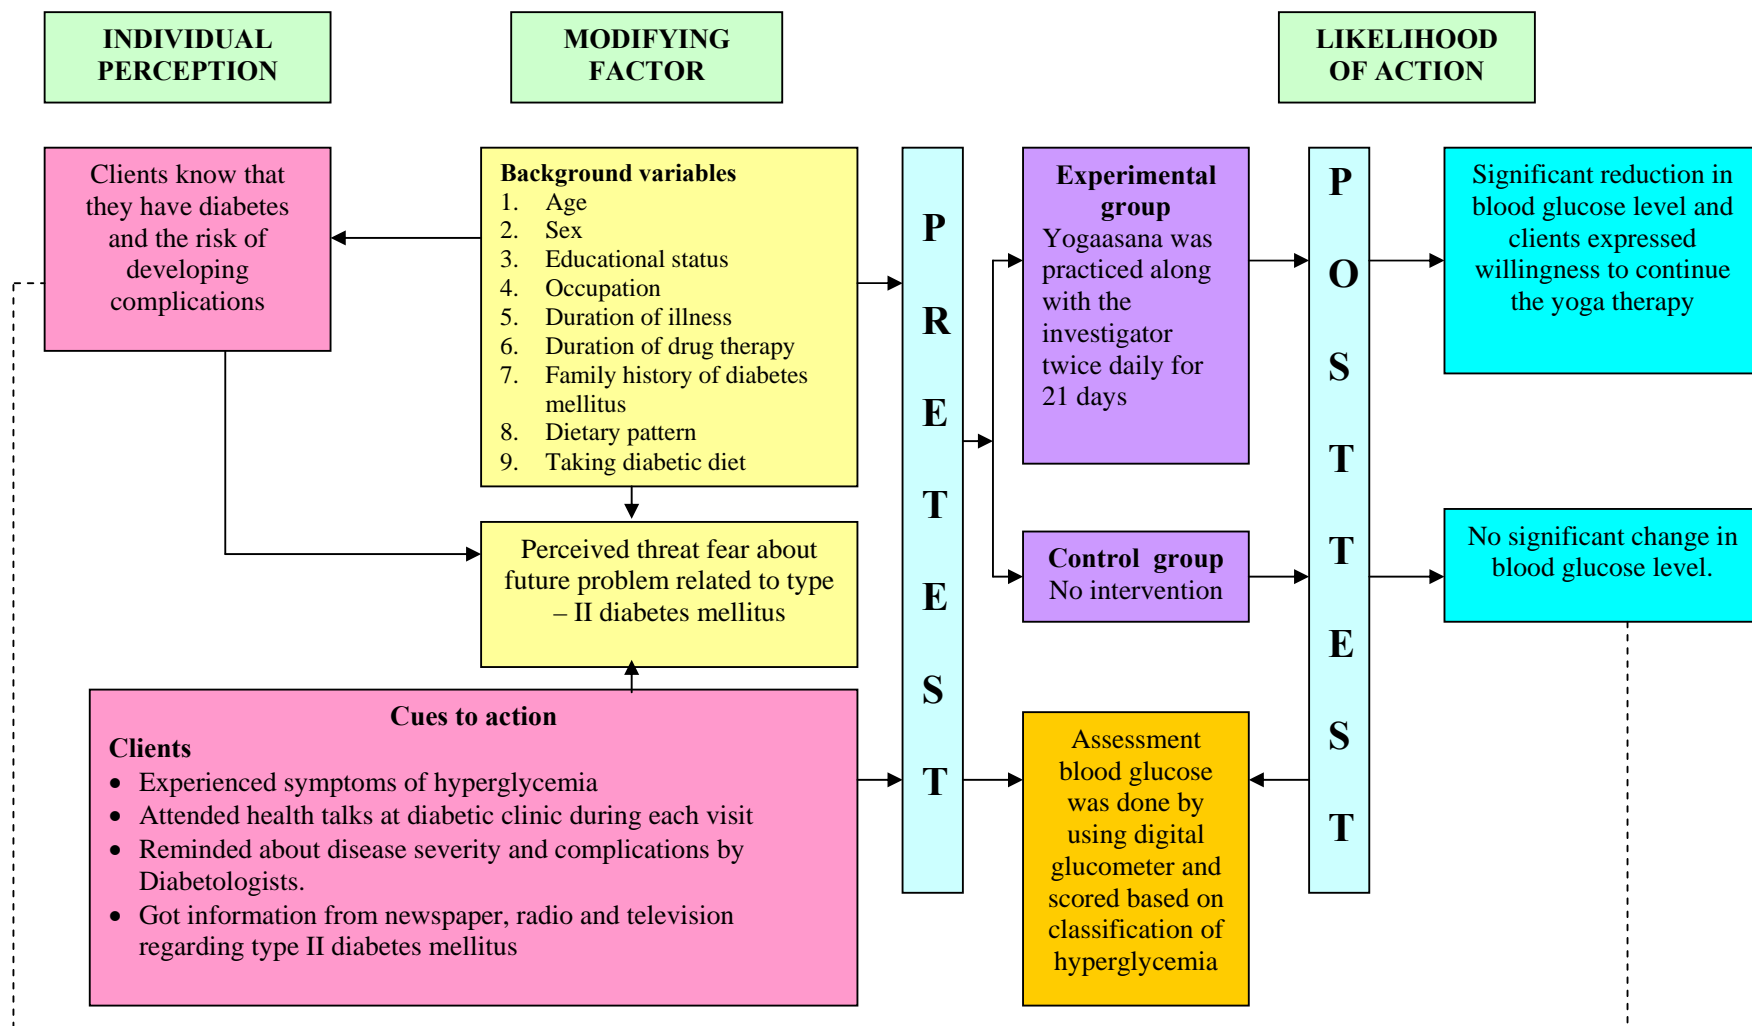 INDIVIDUAL
PERCEPTION
MODIFYING
FACTOR
LIKELIHOOD
OF ACTION
Clients know that
they have diabetes
and the risk of
developing
complications
Background variables
1. Age
2. Sex
3. Educational status
4. Occupation
5. Duration of illness
6. Duration of drug therapy
7. Family history of diabetes
mellitus
8. Dietary pattern
9. Taking diabetic diet
Perceived threat fear about
future problem related to type
– II diabetes mellitus
Cues to action
Clients
• Experienced symptoms of hyperglycemia
• Attended health talks at diabetic clinic during each visit
• Reminded about disease severity and complications by
Diabetologists.
• Got information from newspaper, radio and television
regarding type II diabetes mellitus
P
R
E
T
E
S
T
Experimental
group
Yogaasana was
practiced along
with the
investigator
twice daily for
21 days
Control group
No intervention
Assessment
blood glucose
was done by
using digital
glucometer and
scored based on
classification of
hyperglycemia
P
O
S
T
T
E
S
T
Significant reduction in
blood glucose level and
clients expressed
willingness to continue
the yoga therapy
No significant change in
blood glucose level.